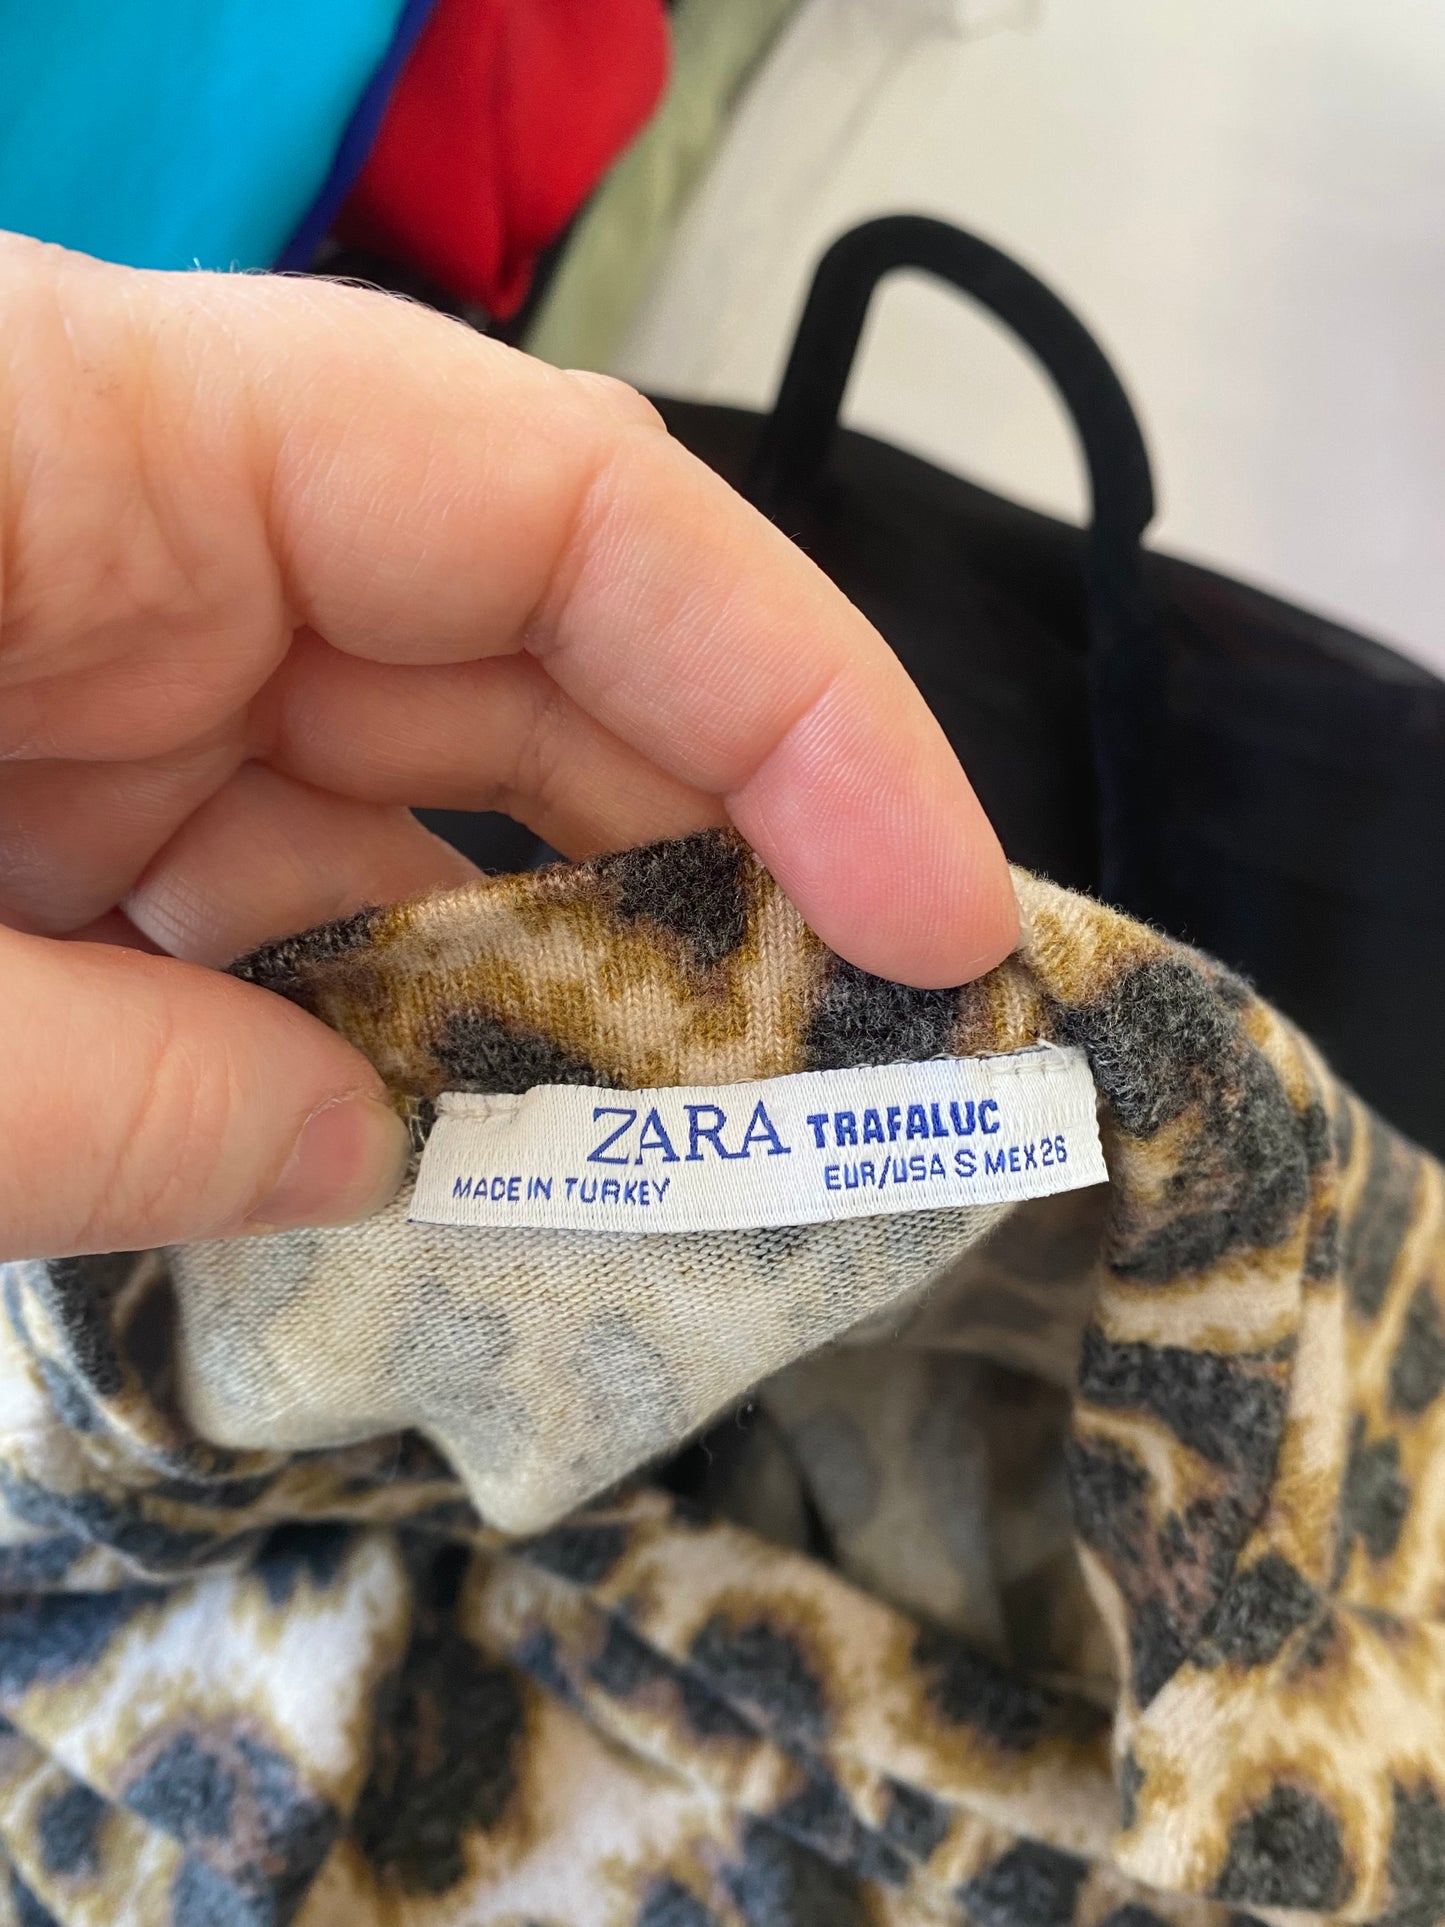 ZARA TRAFALUC
MADE IN TURKEY EUR/USA S MEX 26